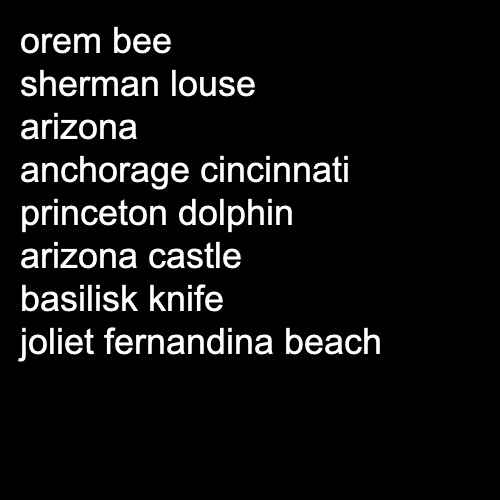 orem bee
sherman louse
arizona
anchorage cincinnati
princeton dolphin
arizona castle
basilisk knife
joliet fernandina beach